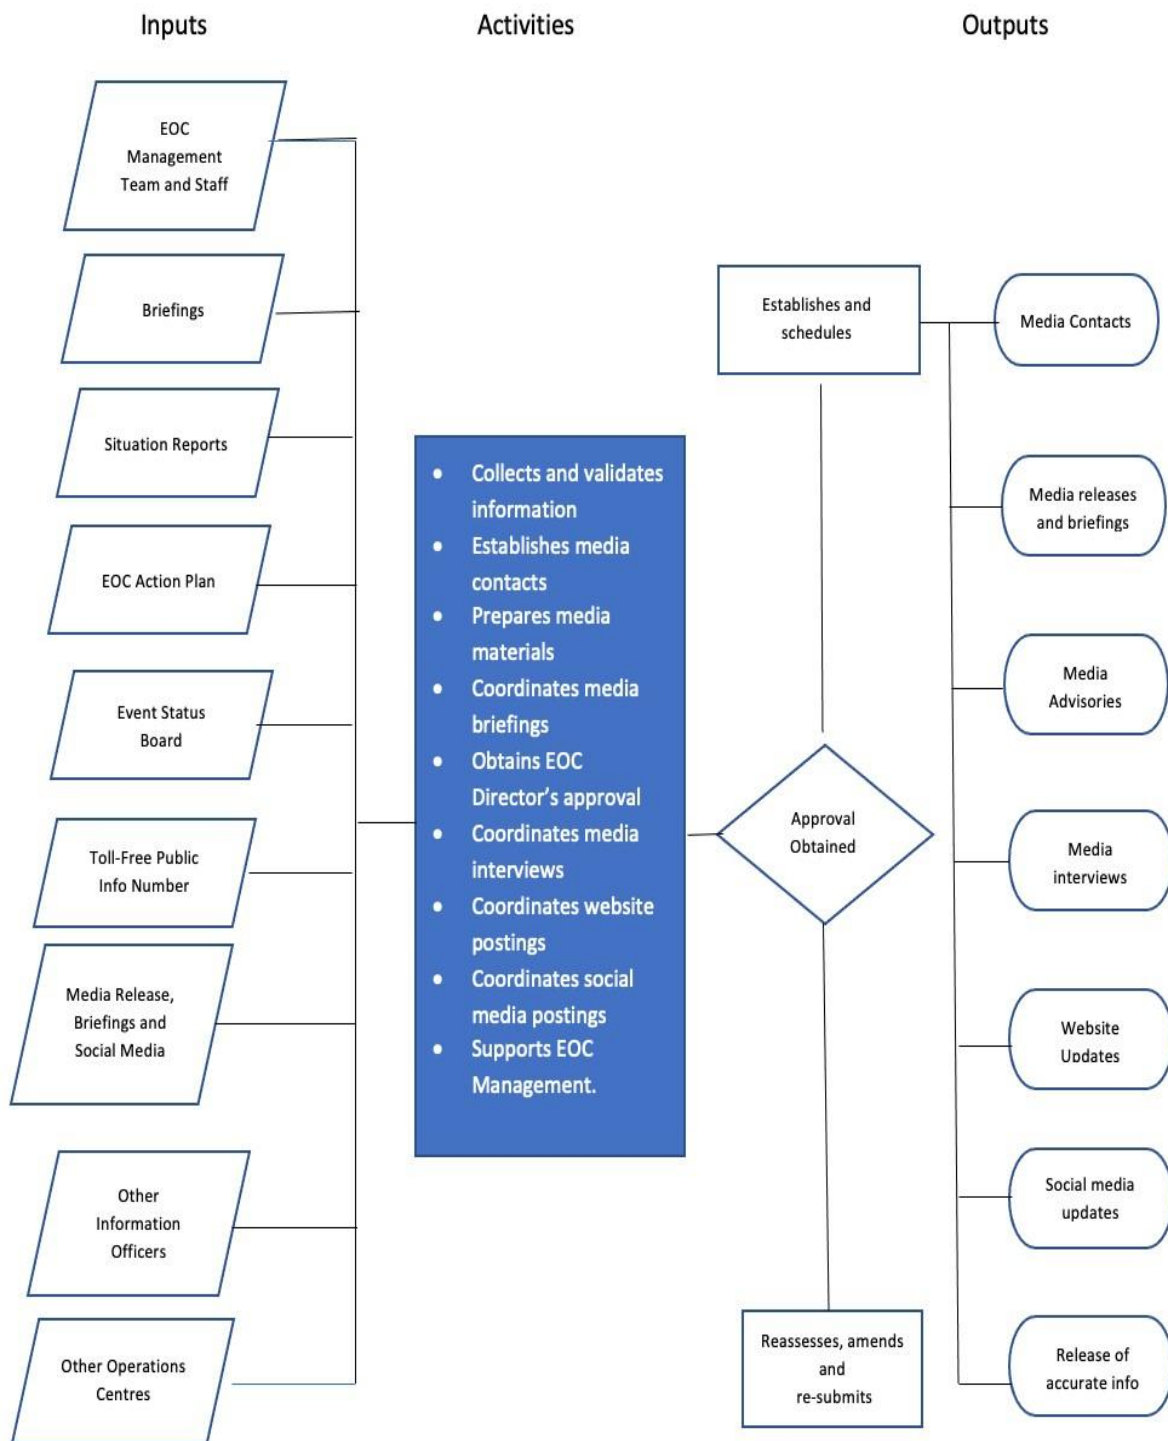 Inputs
Activities
Outputs
EOC
Management
Team and Staff
Briefings
Situation Reports
EOC Action Plan
Event Status
Board
Toll-Free Public
Info Number
Media Release,
Briefings and
Social Media
Other
Information
Officers
Other Operations
Centres
• Collects and validates
information
• Establishes media
contacts
• Prepares media
materials
• Coordinates media
briefings
• Obtains EOC
Director’s approval
• Coordinates media
interviews
• Coordinates website
postings
• Coordinates social
media postings
• Supports EOC
Management.
Establishes and
schedules
Approval
Obtained
Reassesses, amends
and
re-submits
Media Contacts
Media releases
and briefings
Media
Advisories
Media
interviews
Website
Updates
Social media
updates
Release of
accurate info